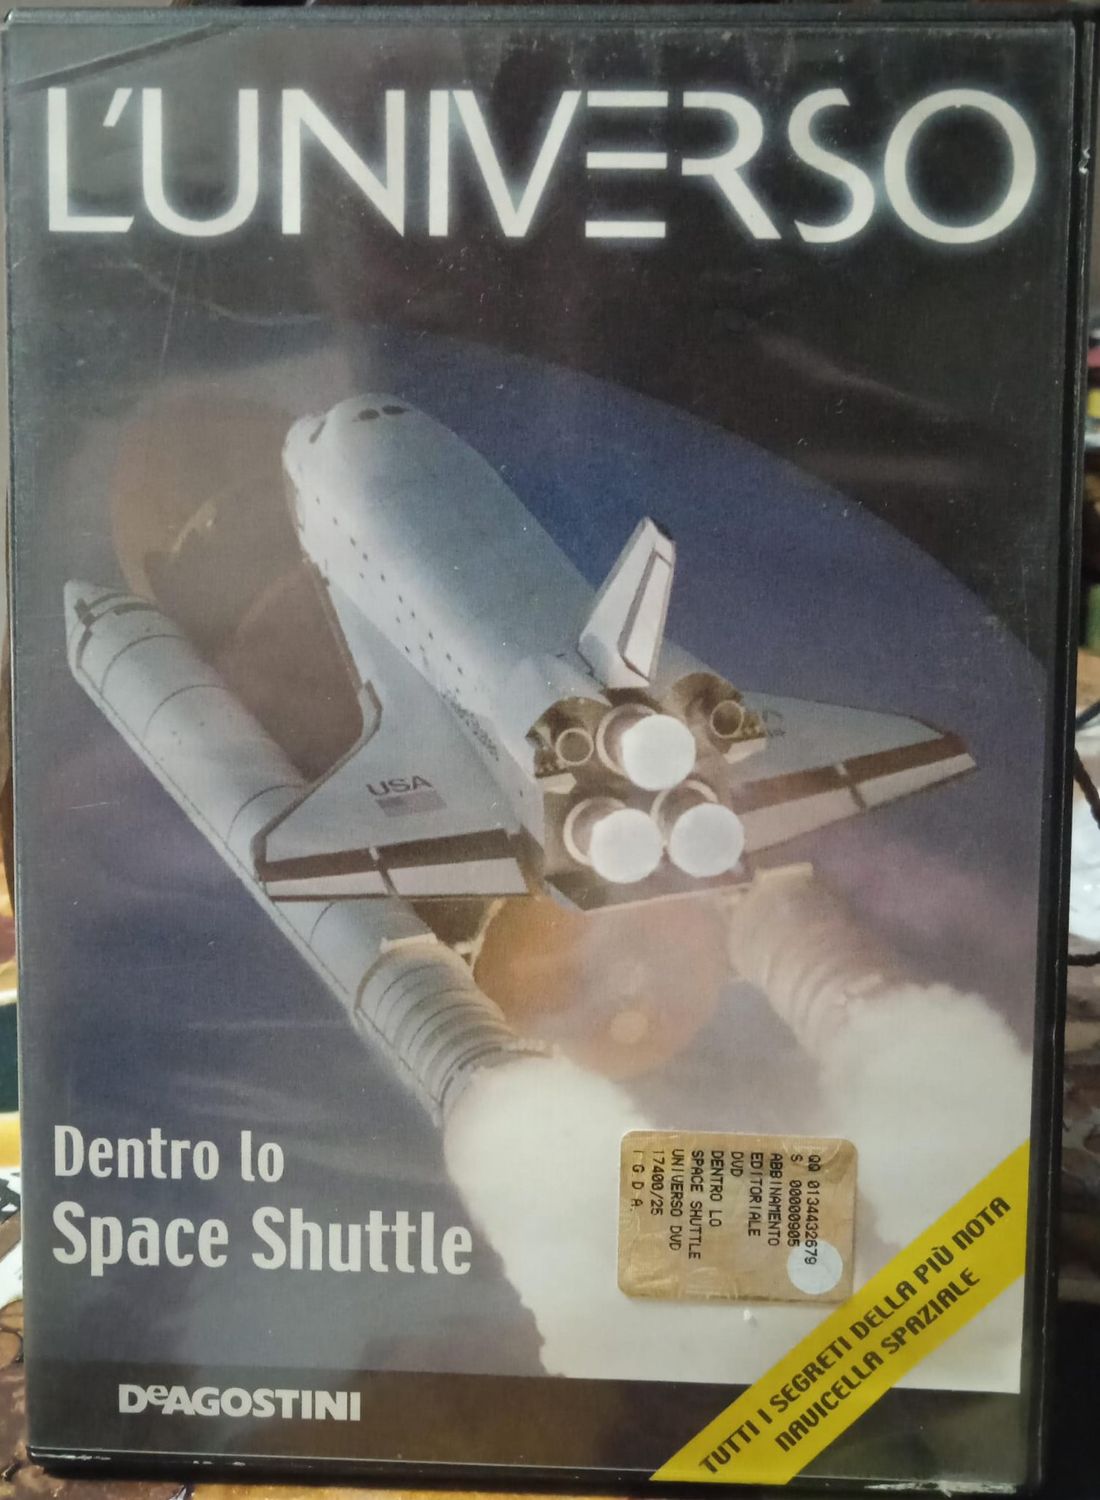 L'UNIVERSO
USA
Dentro lo
Space Shuttle
QQ 0134432679
S 00000905
ABBINAMENTO
EDITORIALE
DVD
DENTRO LO
SPACE SHUTTLE
UNIVERSO DVD
17400/25
I G D A.
TUTTI I SEGRETI DELLA PIÙ NOTA
NAVICELLA SPAZIALE
DeAGOSTINI